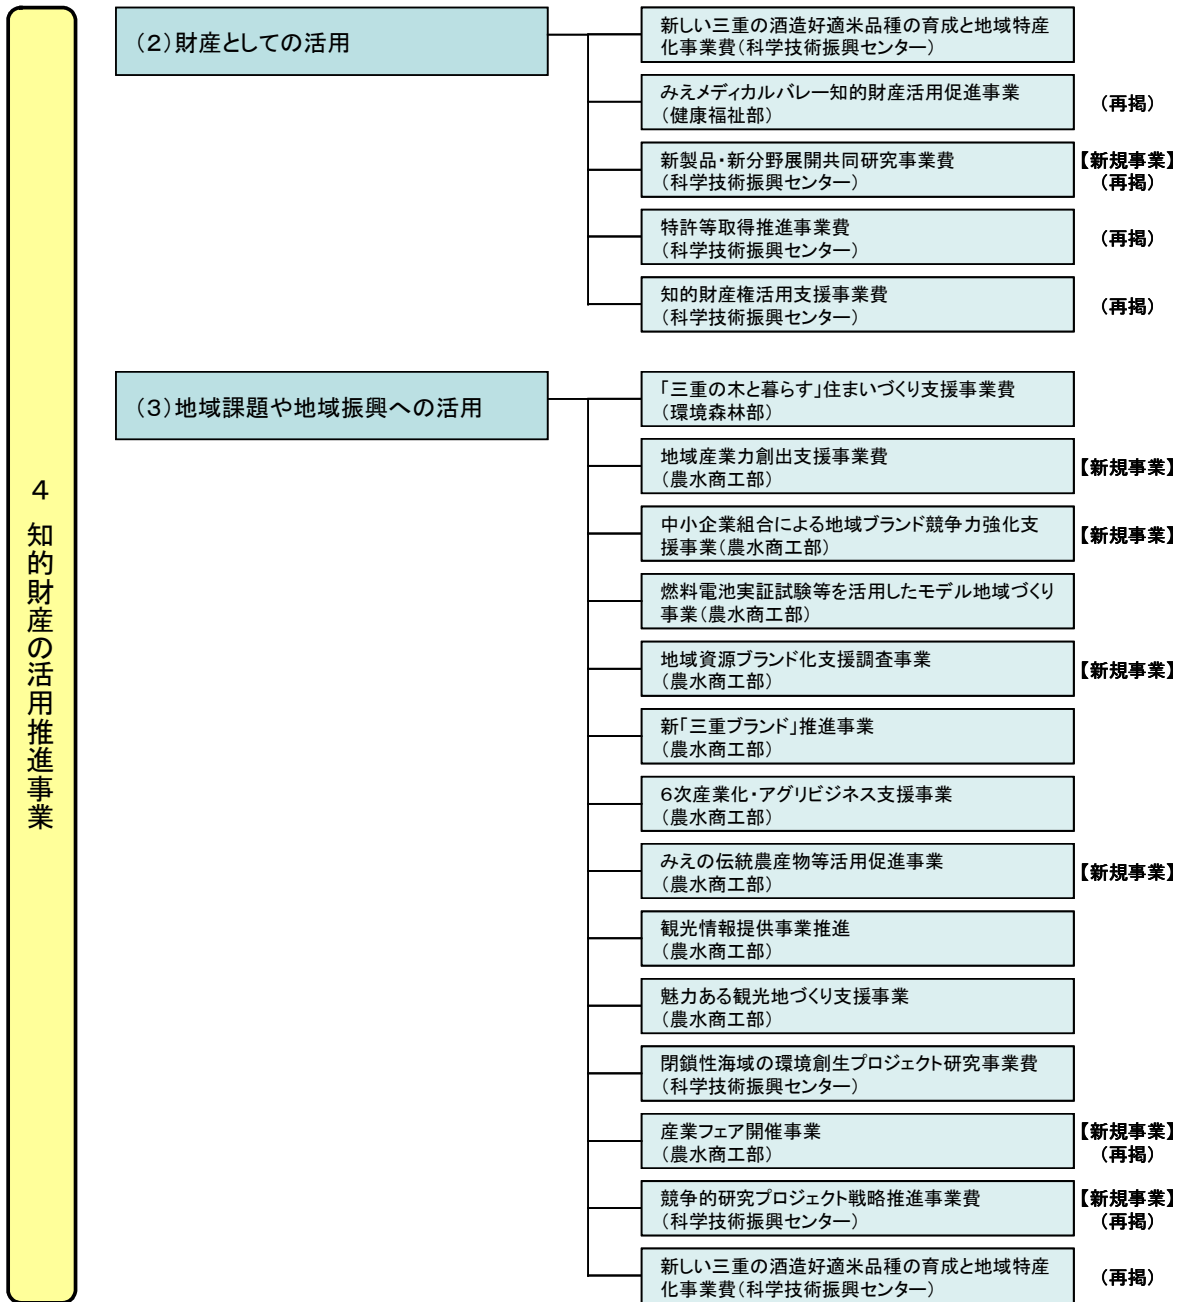 4 知的財産の活用推進事業
(2)財産としての活用
新しい三重の酒造好適米品種の育成と地域特産
化事業費(科学技術振興センター)
みえメディカルバレー知的財産活用促進事業
(健康福祉部)
(再掲)
新製品・新分野展開共同研究事業費
(科学技術振興センター)
【新規事業】
(再掲)
特許等取得推進事業費
(科学技術振興センター)
(再掲)
知的財産権活用支援事業費
(科学技術振興センター)
(再掲)
(3)地域課題や地域振興への活用
「三重の木と暮らす」住まいづくり支援事業費
(環境森林部)
地域産業力創出支援事業費
(農水商工部)
【新規事業】
中小企業組合による地域ブランド競争力強化支
援事業(農水商工部)
【新規事業】
燃料電池実証試験等を活用したモデル地域づくり
事業(農水商工部)
地域資源ブランド化支援調査事業
(農水商工部)
【新規事業】
新「三重ブランド」推進事業
(農水商工部)
6次産業化・アグリビジネス支援事業
(農水商工部)
みえの伝統農産物等活用促進事業
(農水商工部)
【新規事業】
観光情報提供事業推進
(農水商工部)
魅力ある観光地づくり支援事業
(農水商工部)
閉鎖性海域の環境創生プロジェクト研究事業費
(科学技術振興センター)
産業フェア開催事業
(農水商工部)
【新規事業】
(再掲)
競争的研究プロジェクト戦略推進事業費
(科学技術振興センター)
【新規事業】
(再掲)
新しい三重の酒造好適米品種の育成と地域特産
化事業費(科学技術振興センター)
(再掲)